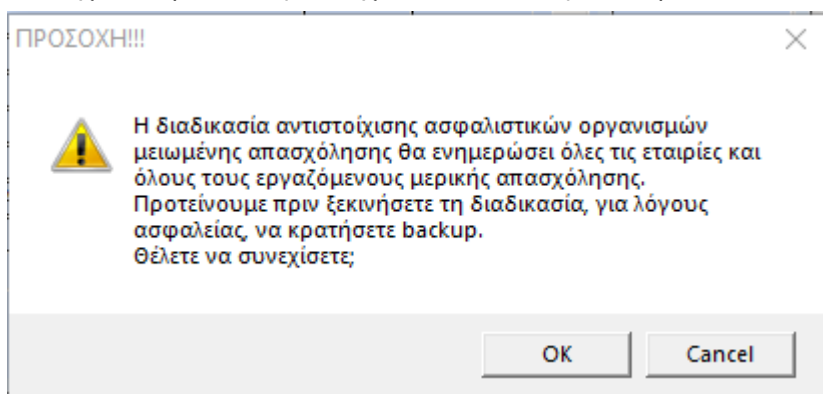 ΠΡΟΣΟΧΗ!!!
Η διαδικασία αντιστοίχισης ασφαλιστικών οργανισμών
μειωμένης απασχόλησης θα ενημερώσει όλες τις εταιρίες και
όλους τους εργαζόμενους μερικής απασχόλησης.
Προτείνουμε πριν ξεκινήσετε τη διαδικασία, για λόγους
ασφαλείας, να κρατήσετε backup.
Θέλετε να συνεχίσετε;
OK
Cancel